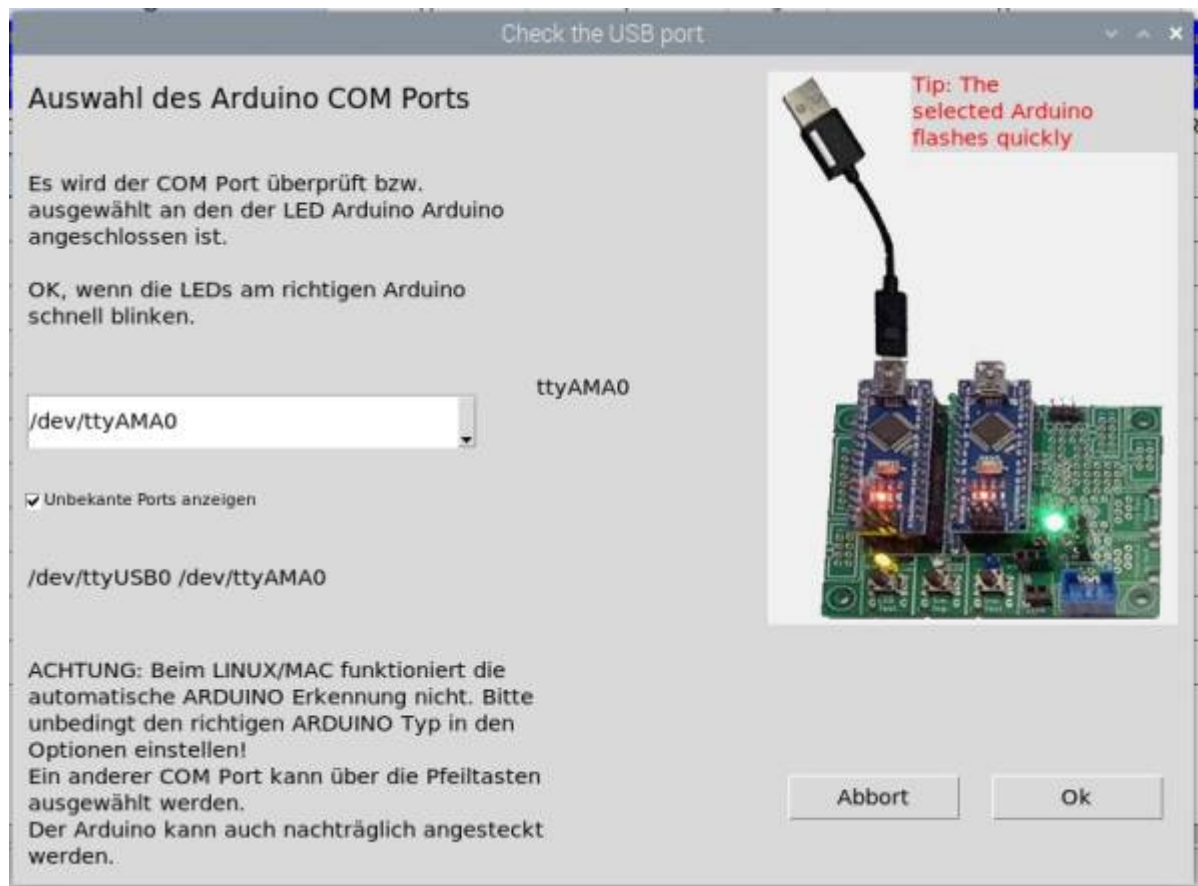 Check the USB port
Auswahl des Arduino COM Ports
Tip: The
selected Arduino
flashes quickly
Es wird der COM Port überprüft bzw.
ausgewählt an den der LED Arduino Arduino
angeschlossen ist.
OK, wenn die LEDs am richtigen Arduino
schnell blinken.
ttyAMA0
/dev/ttyAMA0
Unbekante Ports anzeigen
/dev/ttyUSB0 /dev/ttyAMA0
ACHTUNG: Beim LINUX/MAC funktioniert die
automatische ARDUINO Erkennung nicht. Bitte
unbedingt den richtigen ARDUINO Typ in den
Optionen einstellen!
Ein anderer COM Port kann über die Pfeiltasten
ausgewählt werden.
Der Arduino kann auch nachträglich angesteckt
werden.
Abbort
Ok